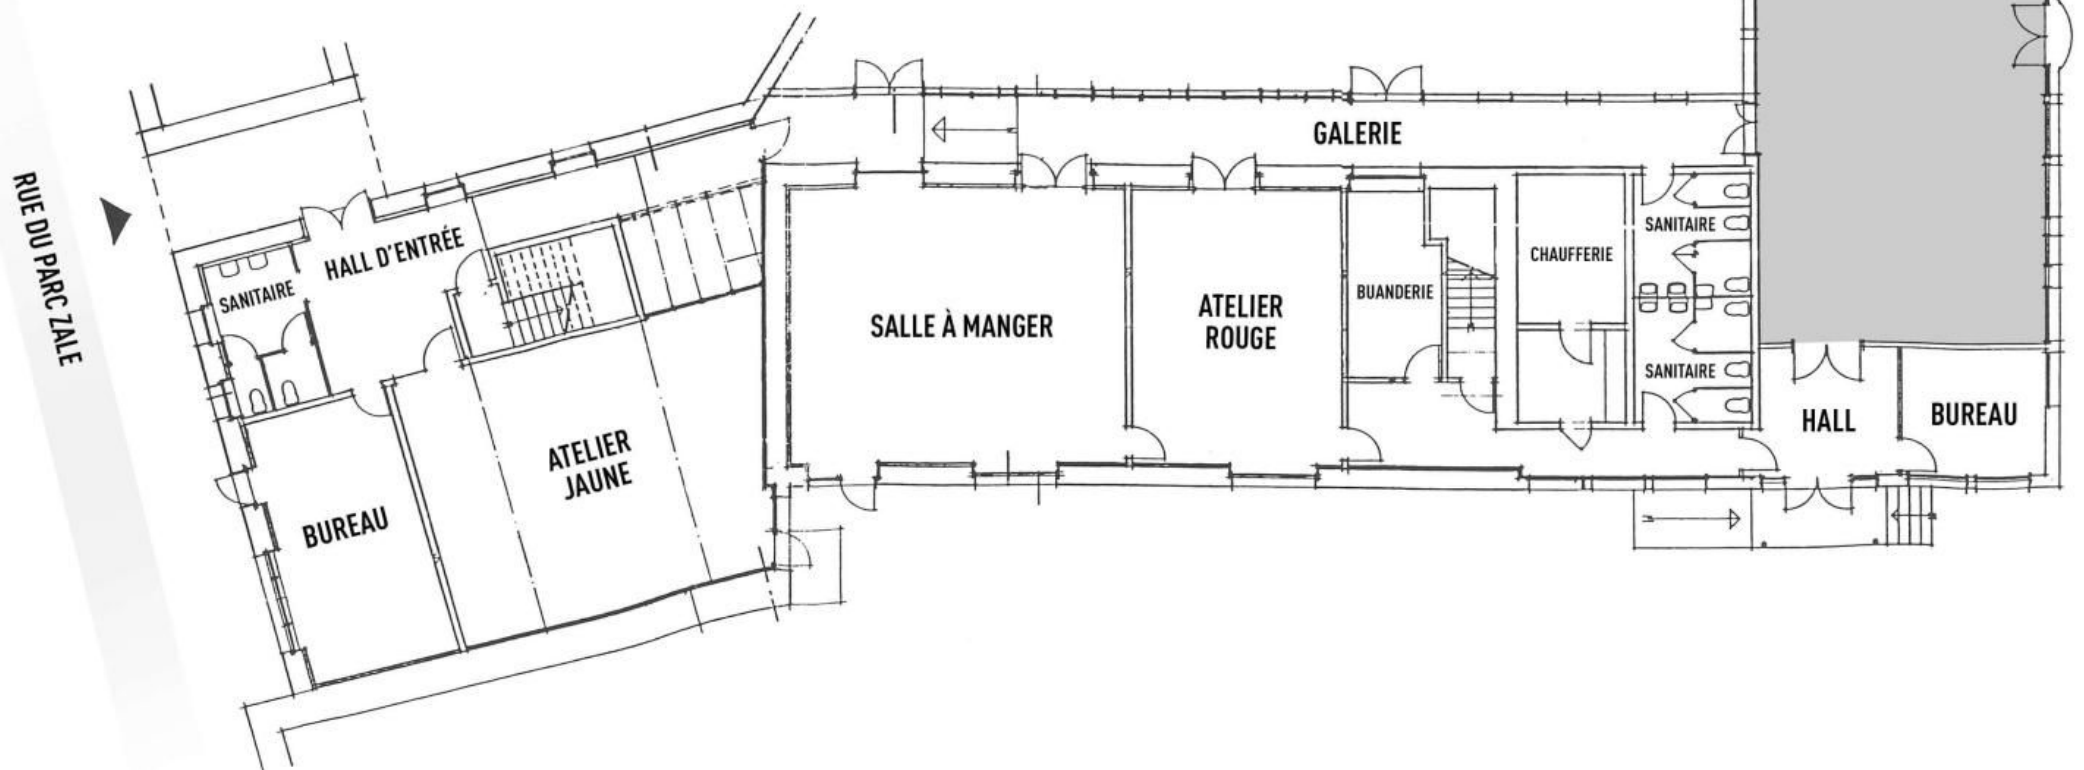 RUE DU PARC ZALE
HALL D'ENTRÉE
SANITAIRE
BUREAU
ATELIER
JAUNE
GALERIE
SALLE À MANGER
ATELIER
ROUGE
BUANDERIE
CHAUFFERIE
SANITAIRE
SANITAIRE
HALL
BUREAU